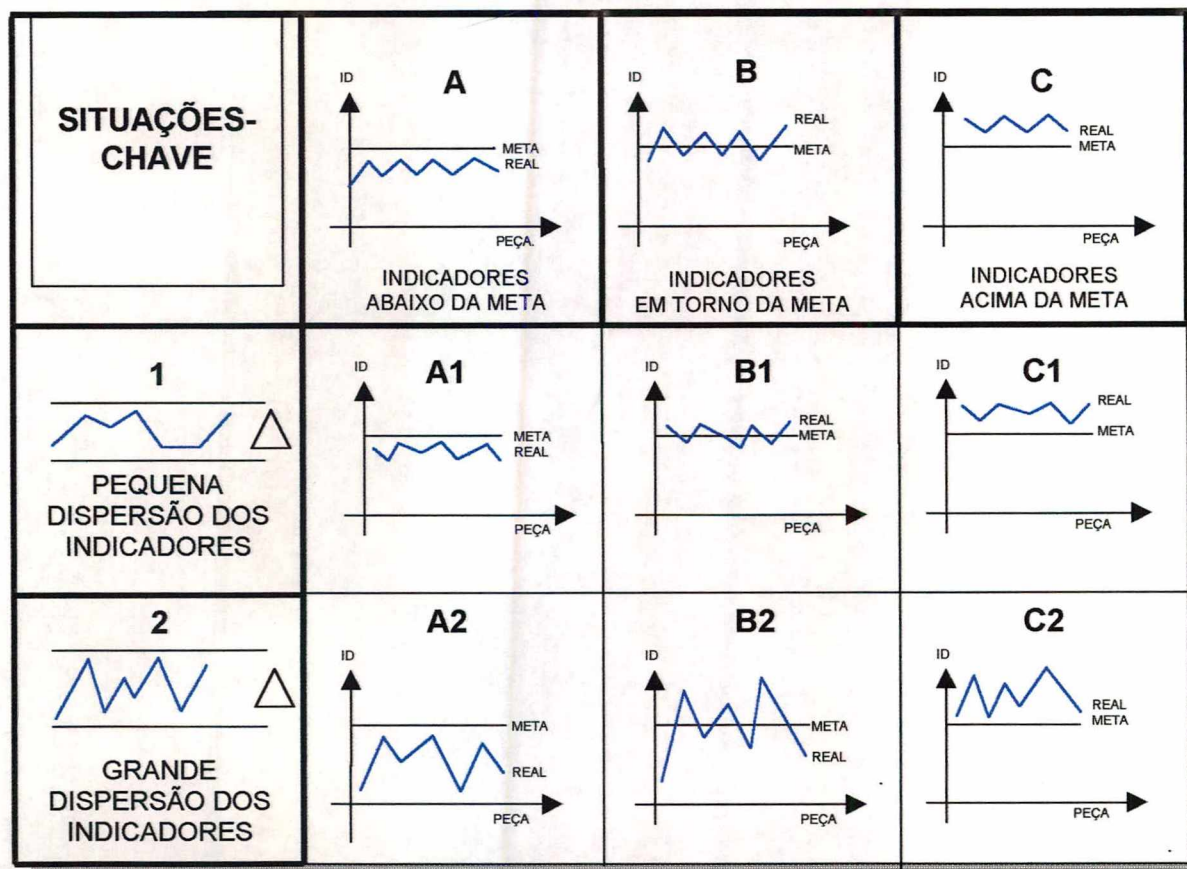 SITUAÇÕES-
CHAVE
A
ID
META
REAL
PEÇA.
INDICADORES
ABAIXO DA META
B
ID
REAL
META
PEÇA
INDICADORES
EM TORNO DA META
C
ID
REAL
META
PEÇA
INDICADORES
ACIMA DA META
1
PEQUENA
DISPERSÃO DOS
INDICADORES
A1
ID
META
REAL
PEÇA
B1
ID
REAL
META
PEÇA
C1
ID
REAL
META
PEÇA
2
GRANDE
DISPERSÃO DOS
INDICADORES
A2
ID
META
REAL
PEÇA
B2
ID
META
REAL
PEÇA
C2
ID
REAL
META
PEÇA